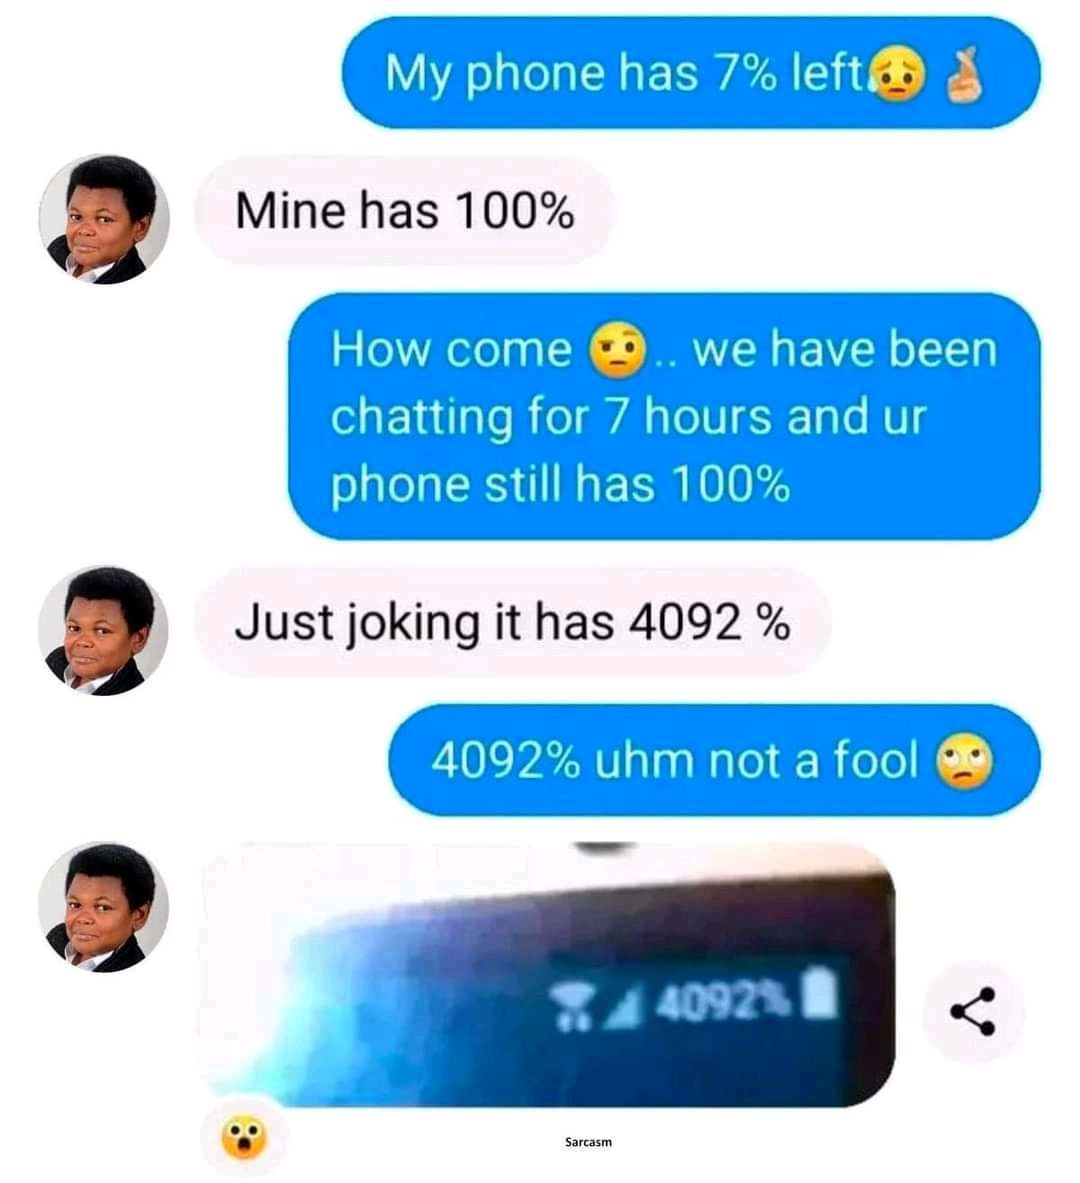 My phone has 7% left😟🤞🏼
Mine has 100%
How come 🤨.. we have been
chatting for 7 hours and ur
phone still has 100%
Just joking it has 4092 %
4092% uhm not a fool 🙄
4092%
😲
Sarcasm